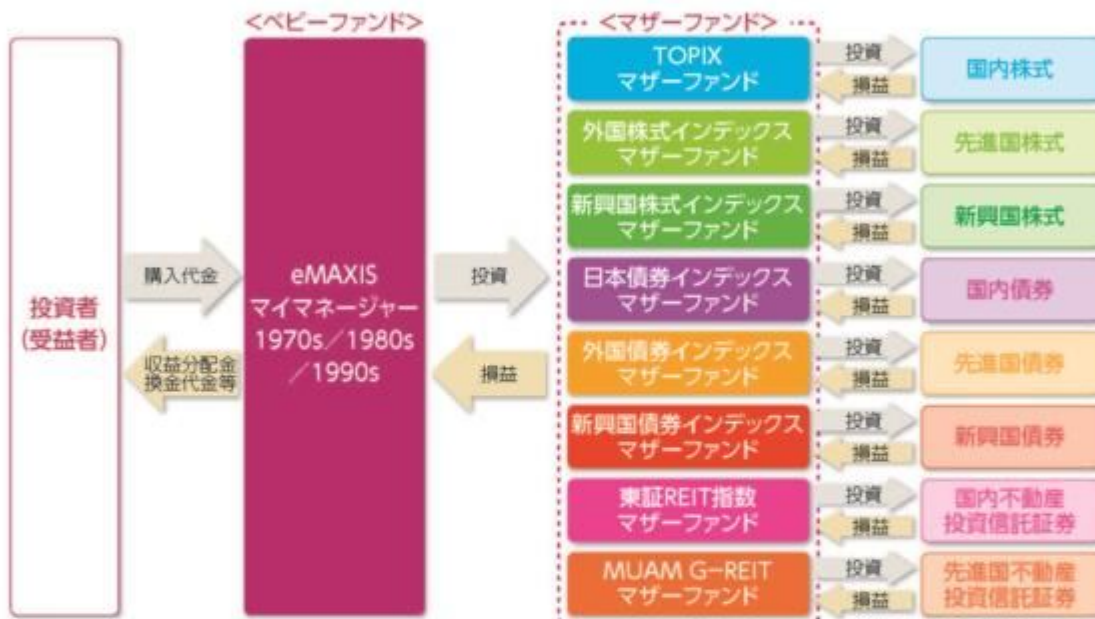 <ベビーファンド>
<マザーファンド>
投資者
(受益者)
購入代金
収益分配金
換金代金等
eMAXIS
マイマネージャー
1970s/1980s
/1990s
投資
損益
TOPIX
マザーファンド
投資
損益
国内株式
外国株式インデックス
マザーファンド
投資
損益
先進国株式
新興国株式インデックス
マザーファンド
投資
損益
新興国株式
日本債券インデックス
マザーファンド
投資
損益
国内債券
外国債券インデックス
マザーファンド
投資
損益
先進国債券
新興国債券インデックス
マザーファンド
投資
損益
新興国債券
東証REIT指数
マザーファンド
投資
損益
国内不動産
投資信託証券
MUAM G-REIT
マザーファンド
投資
損益
先進国不動産
投資信託証券